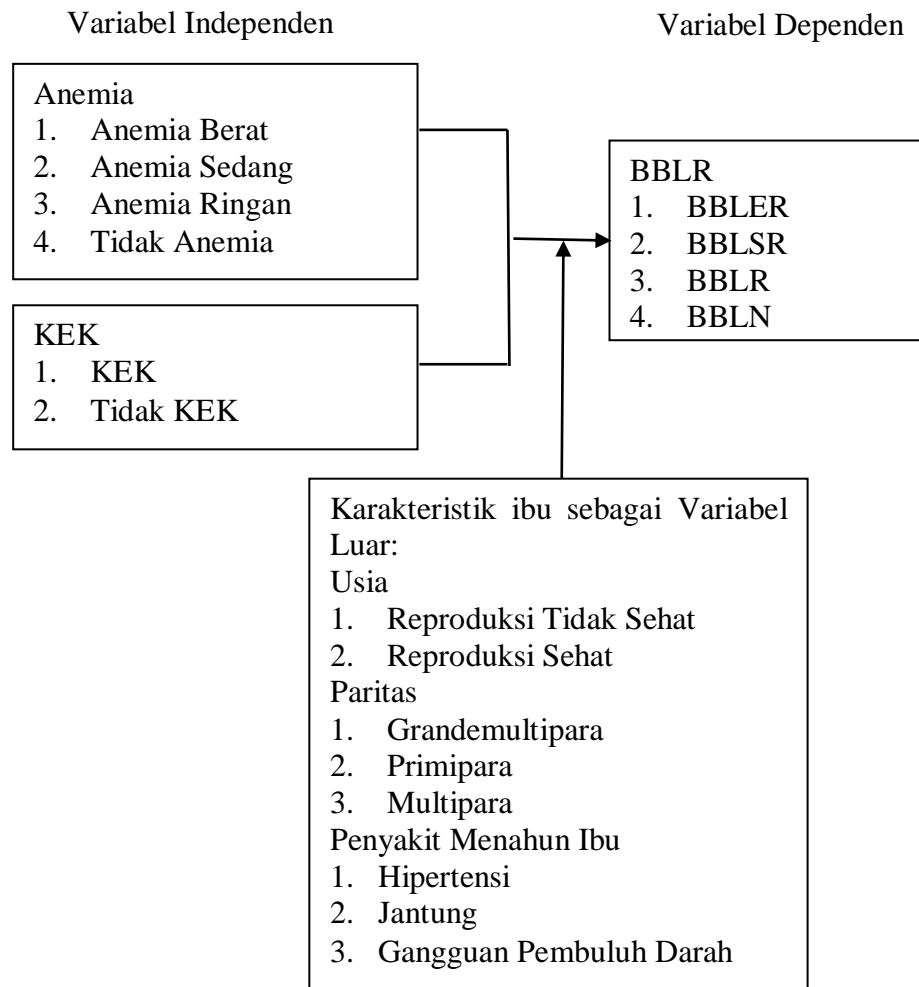 Variabel Independen
Variabel Dependen
Anemia
1. Anemia Berat
2. Anemia Sedang
3. Anemia Ringan
4. Tidak Anemia
BBLR
1. BBLER
2. BBLSR
3. BBLR
4. BBLN
KEK
1. KEK
2. Tidak KEK
Karakteristik ibu sebagai Variabel
Luar:
Usia
1. Reproduksi Tidak Sehat
2. Reproduksi Sehat
Paritas
1. Grandemultipara
2. Primipara
3. Multipara
Penyakit Menahun Ibu
1. Hipertensi
2. Jantung
3. Gangguan Pembuluh Darah